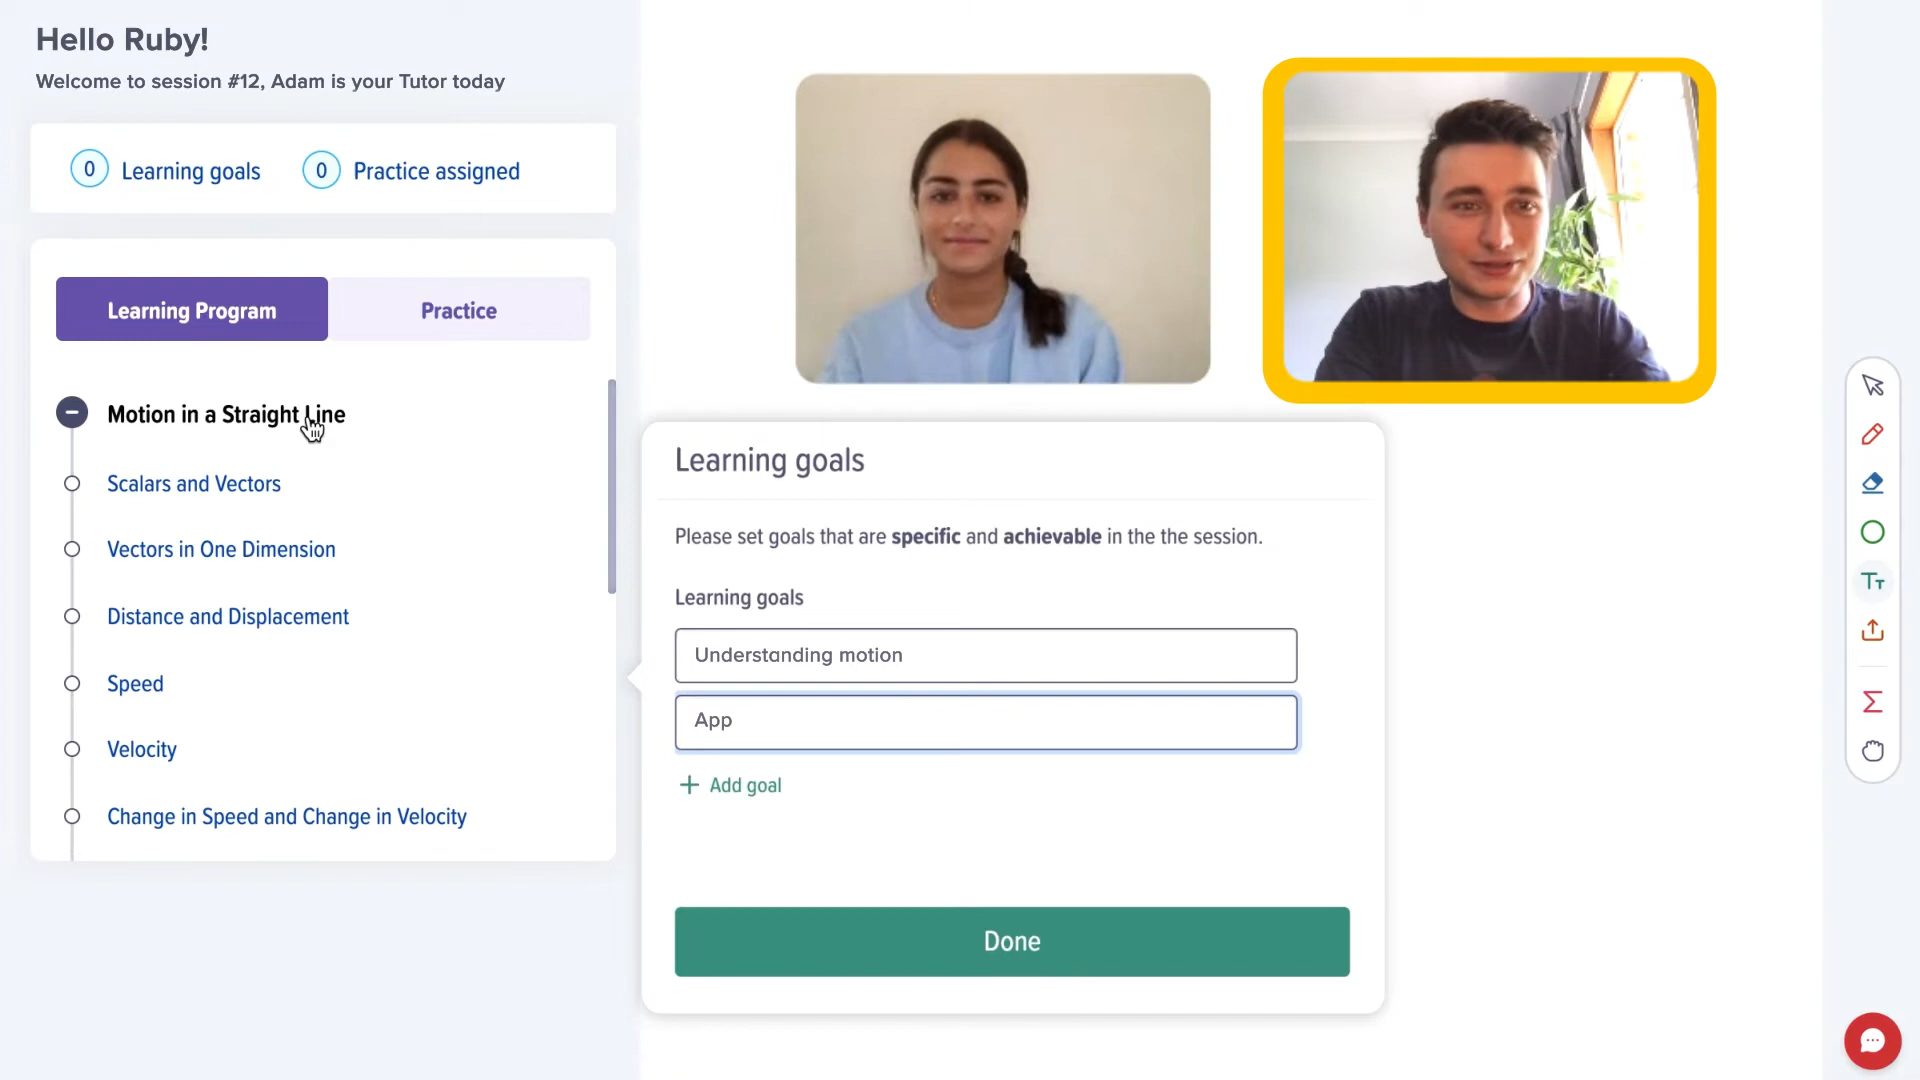 Hello Ruby!
Welcome to session #12, Adam is your Tutor today
0 Learning goals 0 Practice assigned
Learning Program Practice
Motion in a Straight Line
Scalars and Vectors
Vectors in One Dimension
Distance and Displacement
Speed
Velocity
Change in Speed and Change in Velocity
Learning goals
Please set goals that are specific and achievable in the the session.
Learning goals
Understanding motion
App
+ Add goal
Done
Tт
Σ